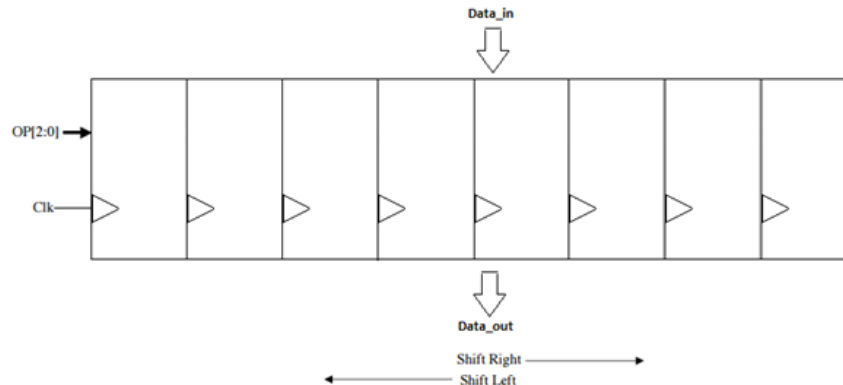 Data_in
OP[2:0]
Clk
Data_out
Shift Right
Shift Left